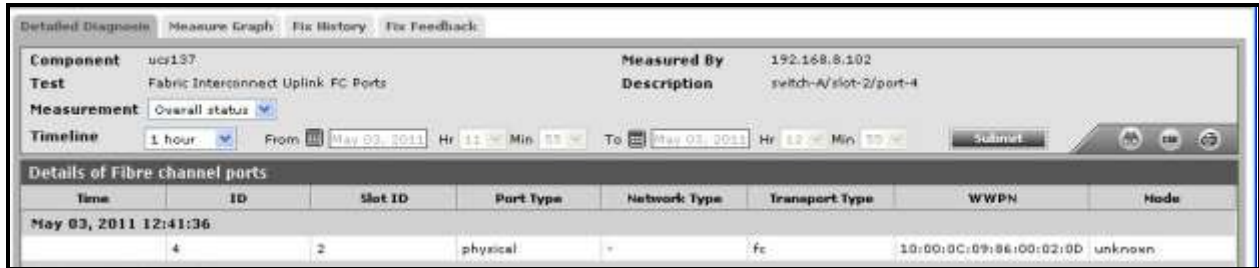 Detailed Diagnosis Measure Graph Fix History Fix Feedback
Component ucs137 Measured By 192.168.8.102
Test Fabric Interconnect Uplink FC Ports Description switch-A/slot-2/port-4
Measurement Overall status
Timeline 1 hour From May 03, 2011 Hr 11 Min 55 To May 03, 2011 Hr 12 Min 55 Submit
Details of Fibre channel ports
Time ID Slot ID Port Type Network Type Transport Type WWPN Mode
May 03, 2011 12:41:36
4 2 physical - fc 10:00:0C:09:86:00:02:0D unknown